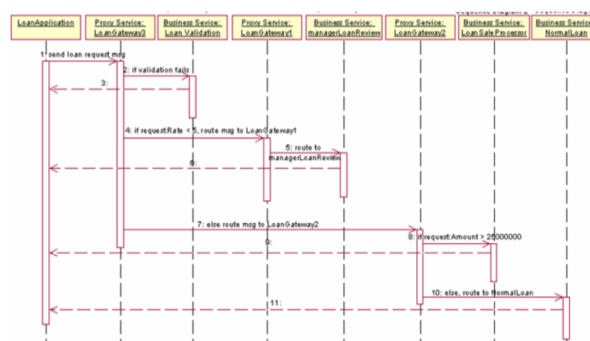 LoanApplication
Proxy Service:
LoanGateway3
Business Service:
Loan Validation
Proxy Service:
LoanGateway1
Business Service:
managerLoanReview
Proxy Service:
LoanGateway2
Business Service:
LoanSaleProcessor
Business Service:
NormalLoan
1: send loan request msg
2: if validation fails
3:
4: if request:Rate < 5, route msg to LoanGateway1
5: route to
managerLoanReview
6:
7: else route msg to LoanGateway2
8: if request:Amount > 25000000
9:
10: else, route to NormalLoan
11: